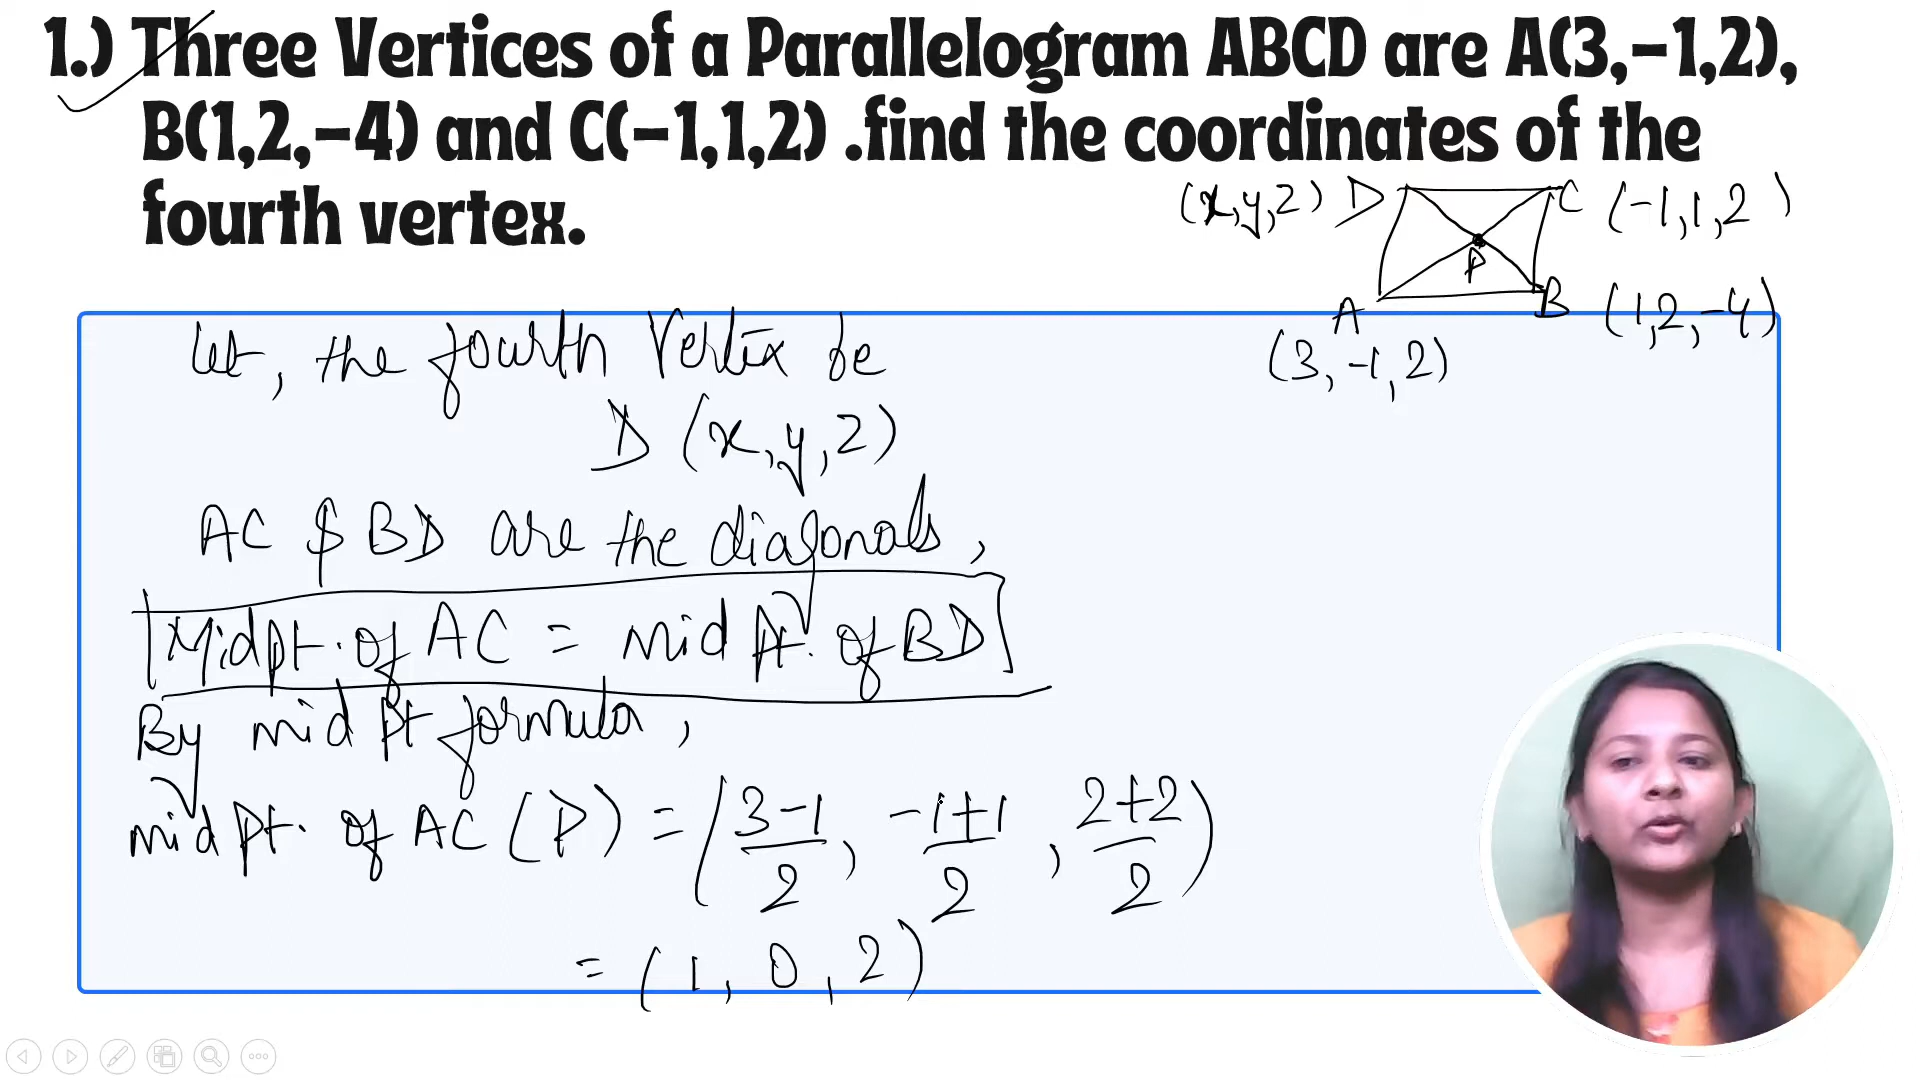 1.) Three Vertices of a Parallelogram ABCD are A(3,−1,2),
B(1,2,−4) and C(−1,1,2) .find the coordinates of the
fourth vertex.
(x,y,z) D C (-1,1,2)
P
A B (1,2,-4)
(3,-1,2)
let, the fourth Vertex be
D (x,y,z)
AC & BD are the diagonals,
Midpt. of AC = mid pt. of BD
By mid pt formula,
mid pt. of AC (P) = (3-1/2, -1+1/2, 2+2/2)
= (1, 0, 2)